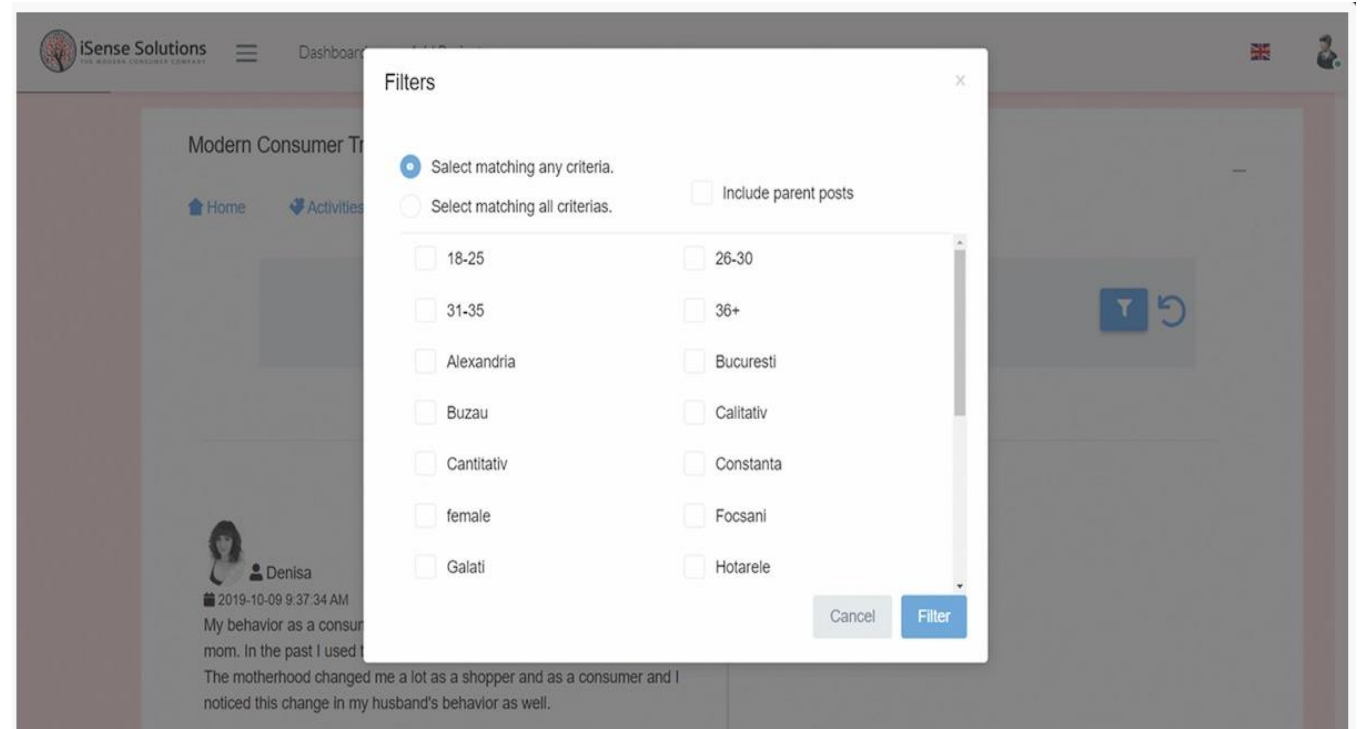 iSense Solutions
THE MODERN CONSUMER COMPANY
Dashboard
Filters
x
Modern Consumer Tr
Salect matching any criteria.
Include parent posts
Select matching all criterias.
Home Activities
18-25 26-30
31-35 36+
Alexandria Bucuresti
Buzau Calitativ
Cantitativ Constanta
female Focsani
Galati Hotarele
Denisa
2019-10-09 9:37:34 AM
Cancel Filter
My behavior as a consur
mom. In the past I used t
The motherhood changed me a lot as a shopper and as a consumer and I
noticed this change in my husband's behavior as well.